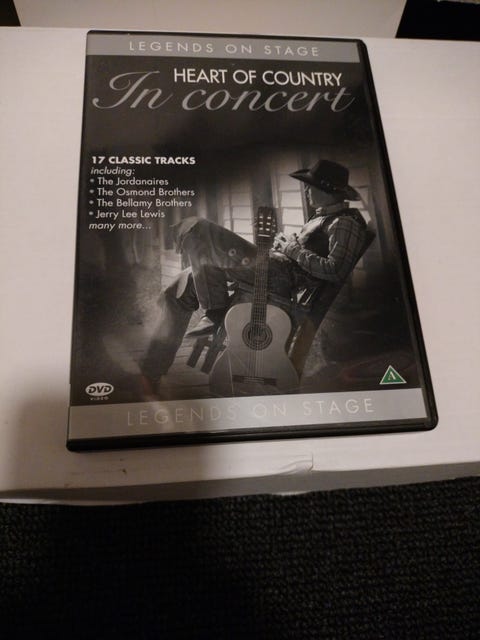 LEGENDS ON STAGE
HEART OF COUNTRY
In concert
17 CLASSIC TRACKS
including:
* The Jordanaires
* The Osmond Brothers
* The Bellamy Brothers
* Jerry Lee Lewis
many more...
A
DVD
VIDEO
LEGENDS ON STAGE